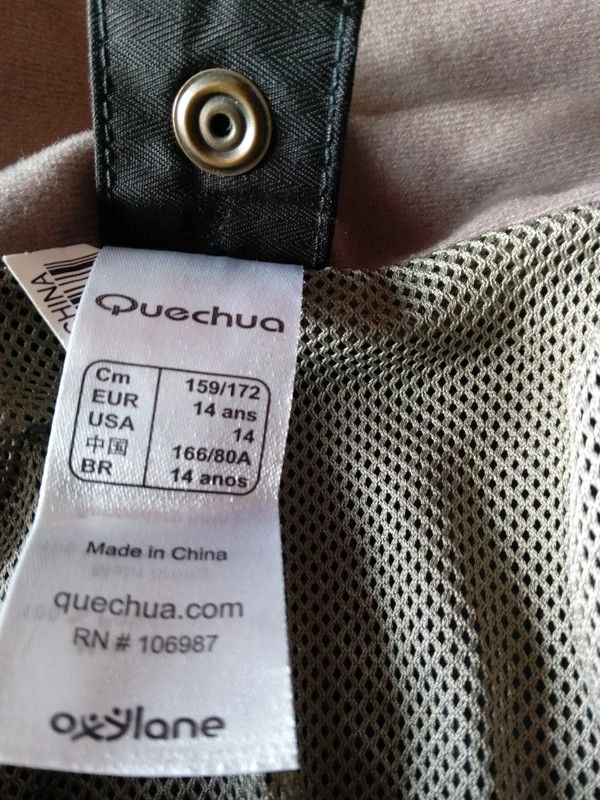 CHINA
Quechua
Cm 159/172
EUR 14 ans
USA 14
中国 166/80A
BR 14 anos
Made in China
quechua.com
RN # 106987
oxylane